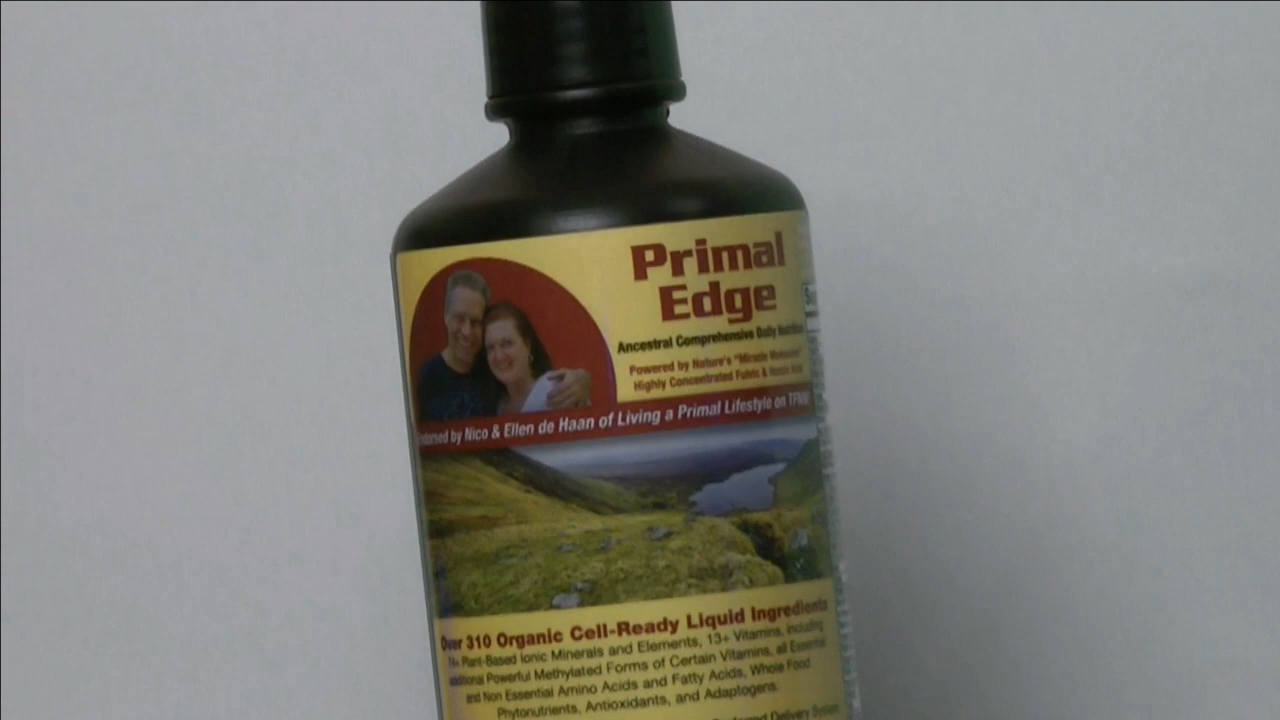 Primal
Edge
Ancestral Comprehensive Daily Nutrition
Powered by Nature's "Miracle Molecules"
Highly Concentrated Fulvic & Humic Acid
Endorsed by Nico & Ellen de Haan of Living a Primal Lifestyle on
Over 310 Organic Cell-Ready Liquid Ingredients
Plant-Based Ionic Minerals and Elements, 13+ Vitamins, including
Powerful Methylated Forms of Certain Vitamins, all Essential
and Non Essential Amino Acids and Fatty Acids, Whole Food
Phytonutrients, Antioxidants, and Adaptogens
Delivery System